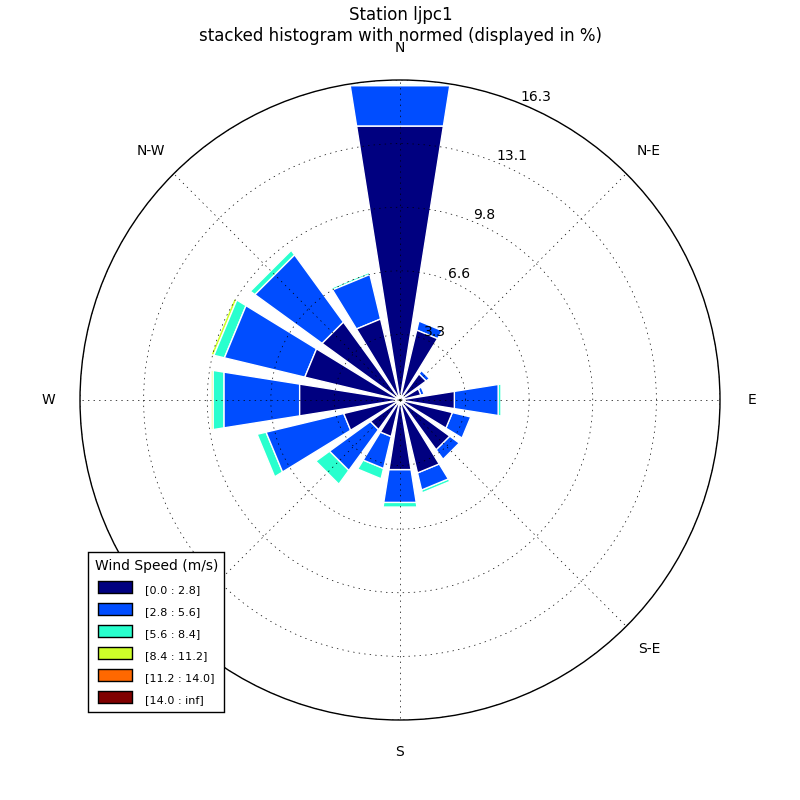 Station ljpc1
stacked histogram with normed (displayed in %)
N
16.3
N-W
N-E
13.1
9.8
6.6
3.3
W
E
Wind Speed (m/s)
[0.0 : 2.8]
[2.8 : 5.6]
[5.6 : 8.4]
[8.4 : 11.2]
[11.2 : 14.0]
[14.0 : inf]
S-E
S